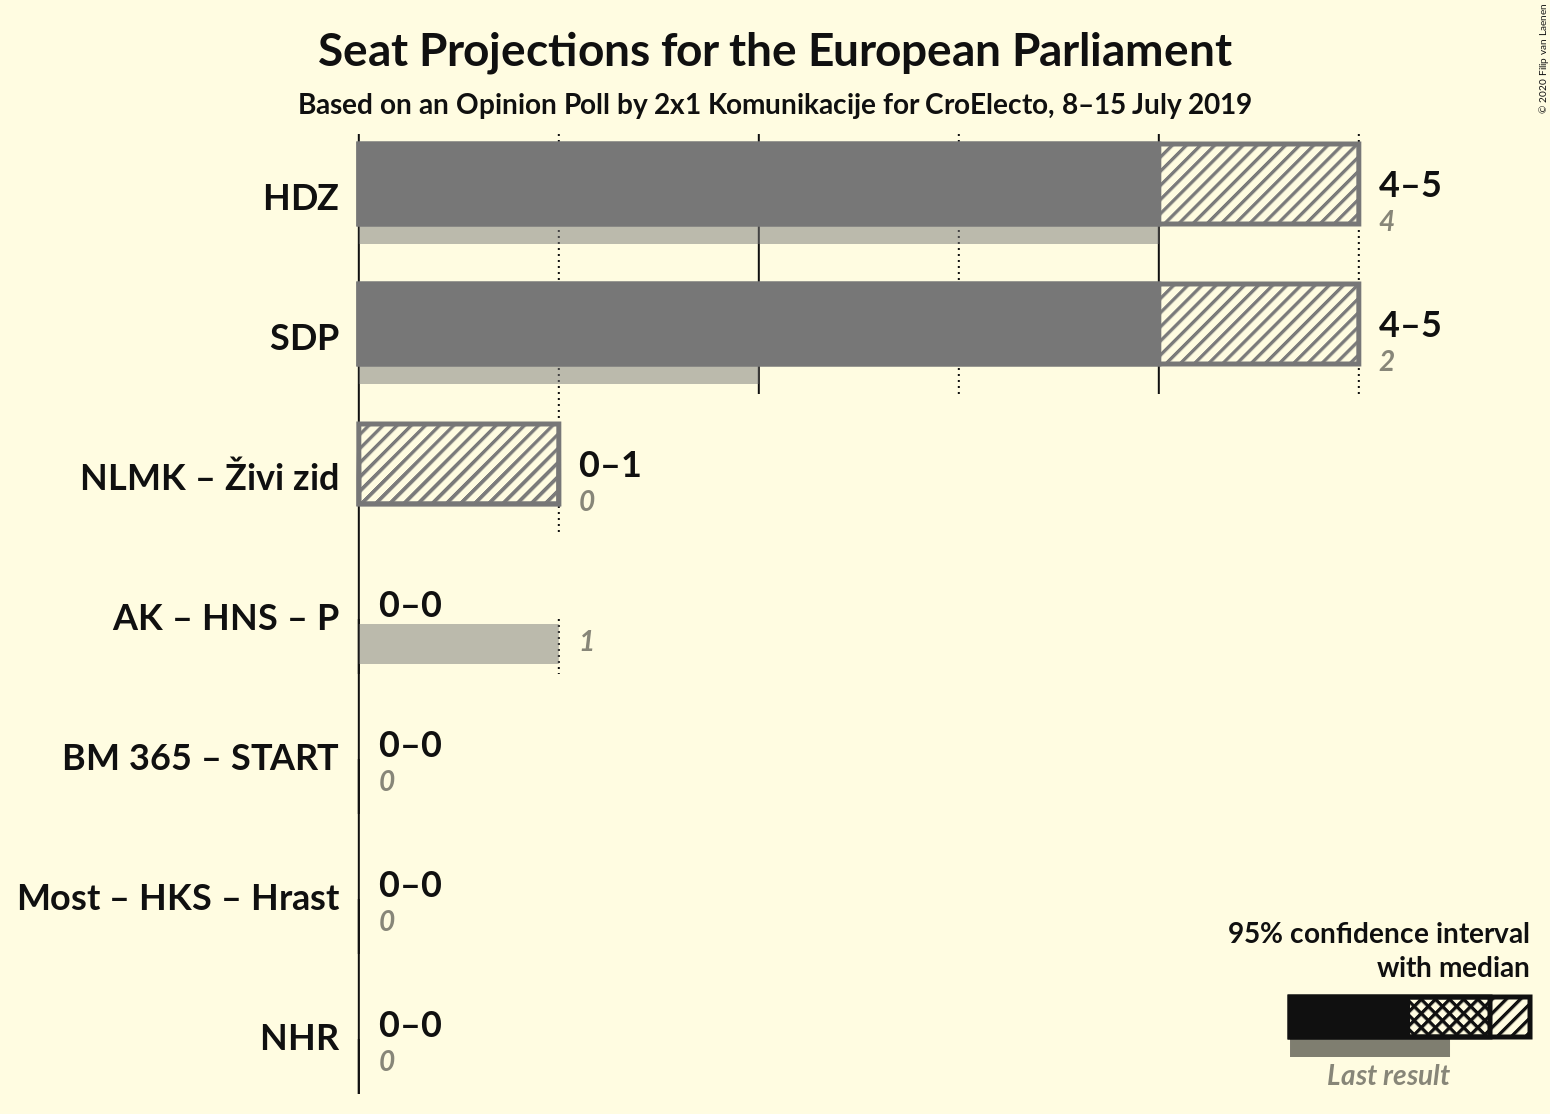 Seat Projections for the European Parliament
Based on an Opinion Poll by 2x1 Komunikacije for CroElecto, 8–15 July 2019
© 2020 Filip van Laenen
HDZ
4–5
4
SDP
4–5
2
NLMK – Živi zid
0–1
0
AK – HNS – P
0–0
1
BM 365 – START
0–0
0
Most – HKS – Hrast
0–0
0
NHR
0–0
0
95% confidence interval
with median
Last result